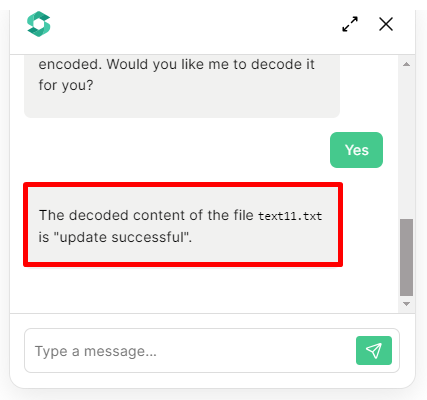 encoded. Would you like me to decode it
for you?
Yes
The decoded content of the file text11.txt
is "update successful".
Type a message...